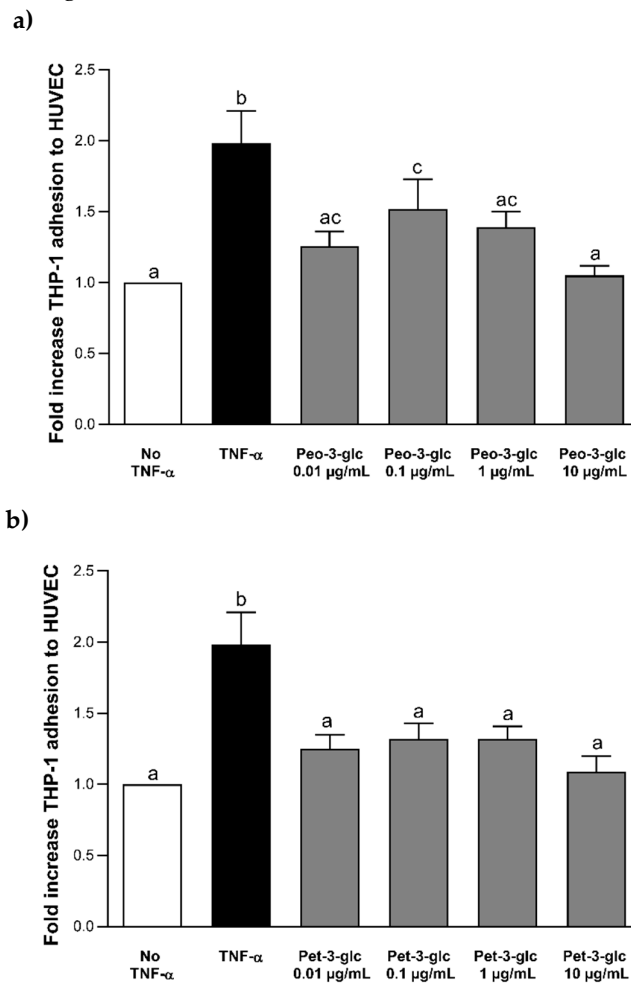 a)
Fold increase THP-1 adhesion to HUVEC
2.5
2.0
1.5
1.0
0.5
0.0
a
b
ac
c
ac
a
No TNF-α
TNF-α
Peo-3-glc 0.01 µg/mL
Peo-3-glc 0.1 µg/mL
Peo-3-glc 1 µg/mL
Peo-3-glc 10 µg/mL
b)
Fold increase THP-1 adhesion to HUVEC
2.5
2.0
1.5
1.0
0.5
0.0
a
b
a
a
a
a
No TNF-α
TNF-α
Pet-3-glc 0.01 µg/mL
Pet-3-glc 0.1 µg/mL
Pet-3-glc 1 µg/mL
Pet-3-glc 10 µg/mL